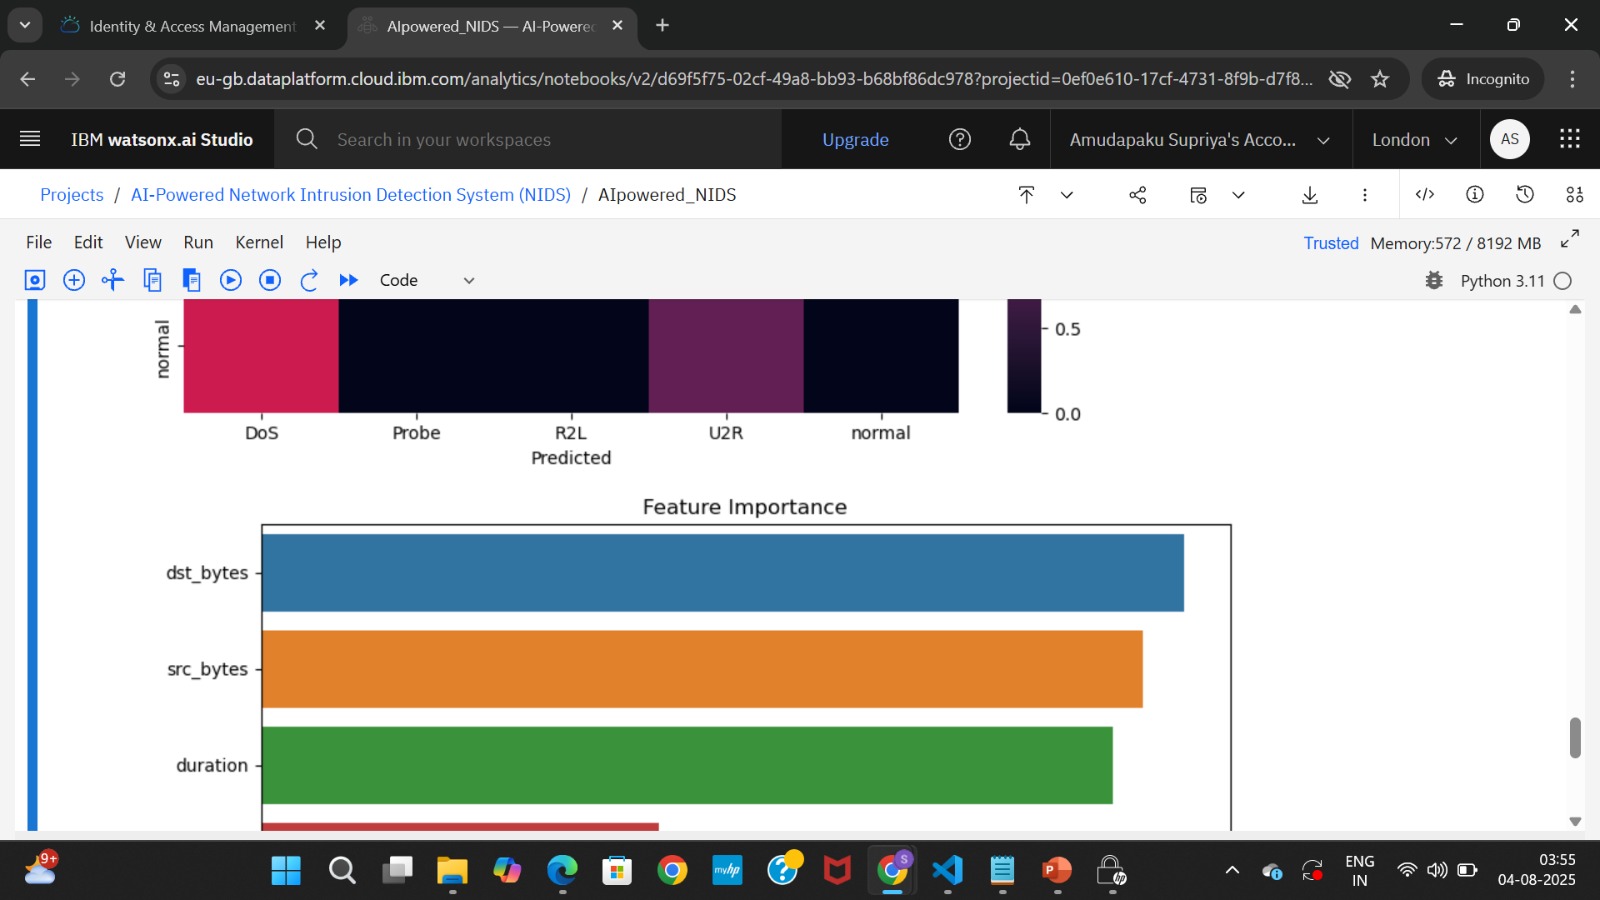 Identity & Access Management
AIpowered_NIDS — AI-Powere
eu-gb.dataplatform.cloud.ibm.com/analytics/notebooks/v2/d69f5f75-02cf-49a8-bb93-b68bf86dc978?projectid=0ef0e610-17cf-4731-8f9b-d7f8...
Incognito
IBM watsonx.ai Studio
Search in your workspaces
Upgrade
Amudapaku Supriya's Acco...
London
AS
Projects / AI-Powered Network Intrusion Detection System (NIDS) / AIpowered_NIDS
File Edit View Run Kernel Help
Trusted Memory:572 / 8192 MB
Code
Python 3.11
normal
0.5
0.0
DoS Probe R2L U2R normal
Predicted
Feature Importance
dst_bytes
src_bytes
duration
9+
myhp
S
P
hp
ENG
IN
03:55
04-08-2025